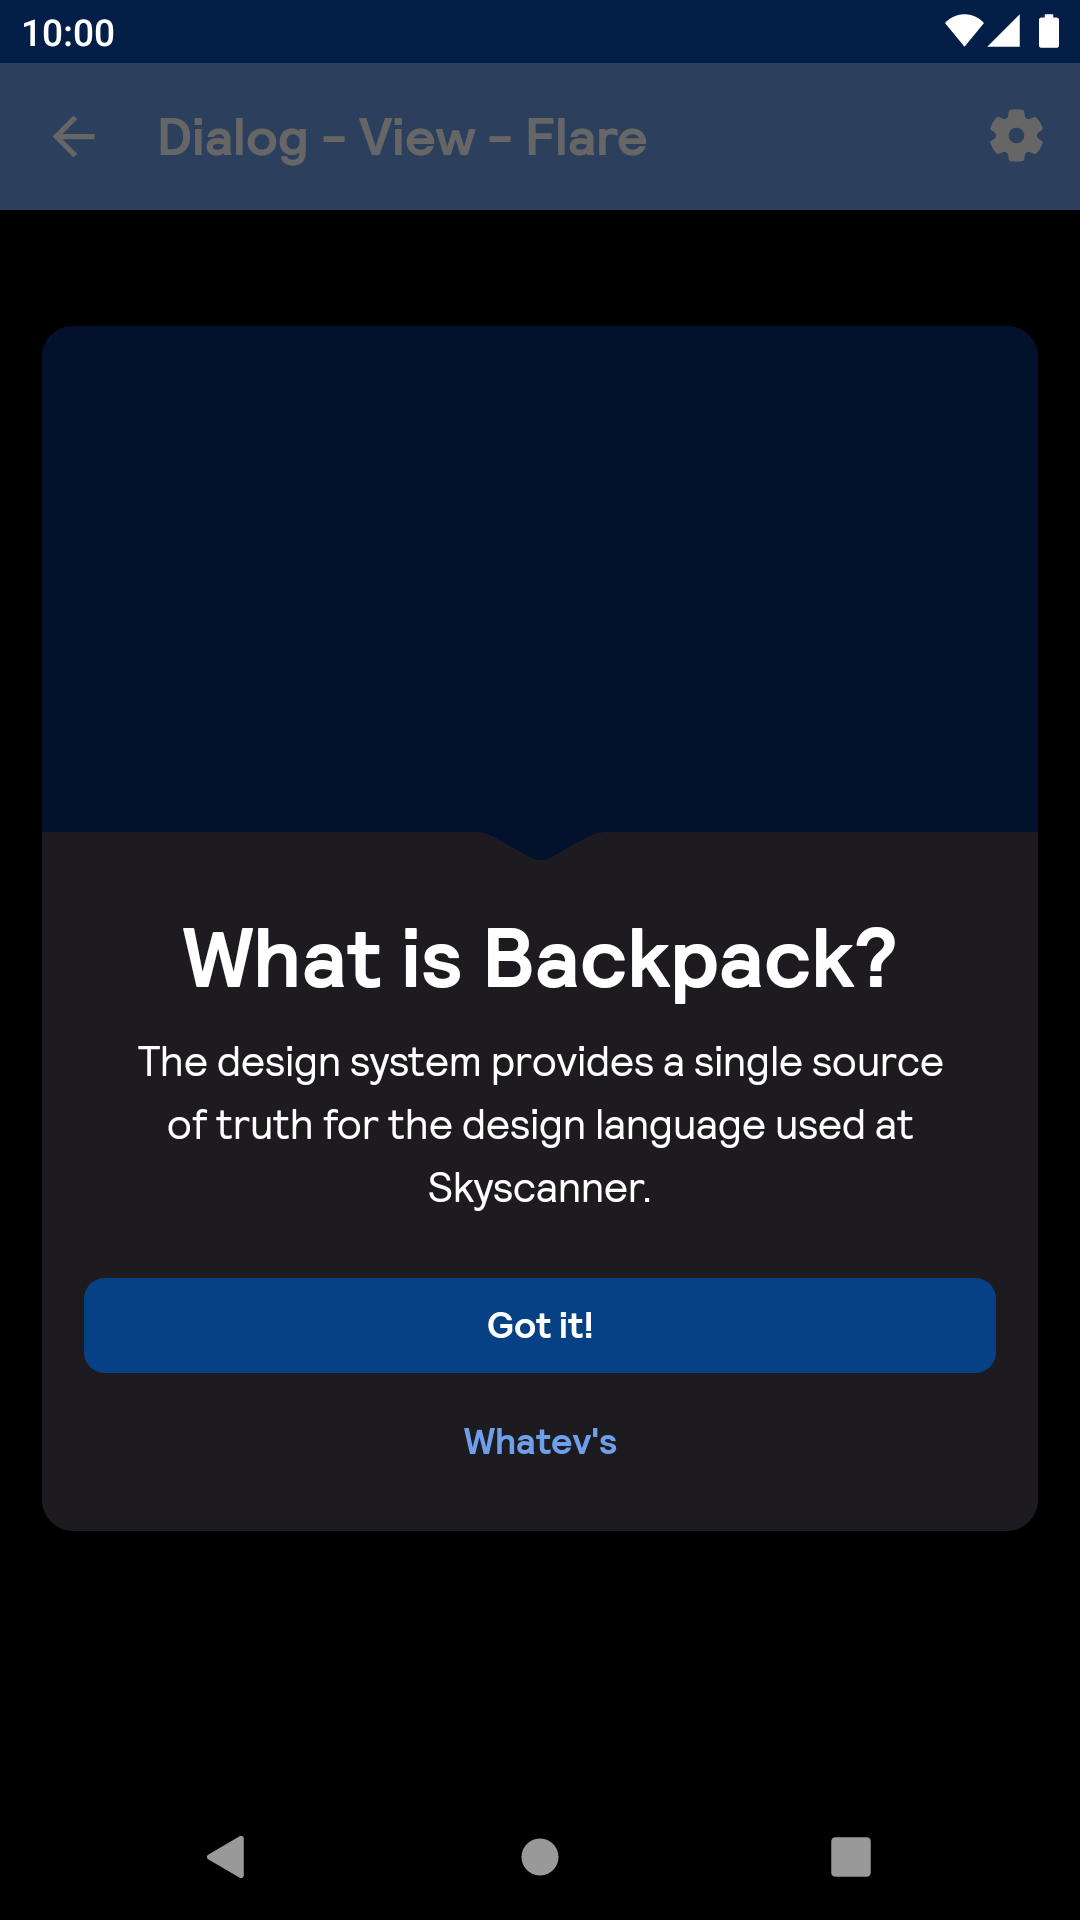 10:00
Dialog - View - Flare
What is Backpack?
The design system provides a single source
of truth for the design language used at
Skyscanner.
Got it!
Whatev's